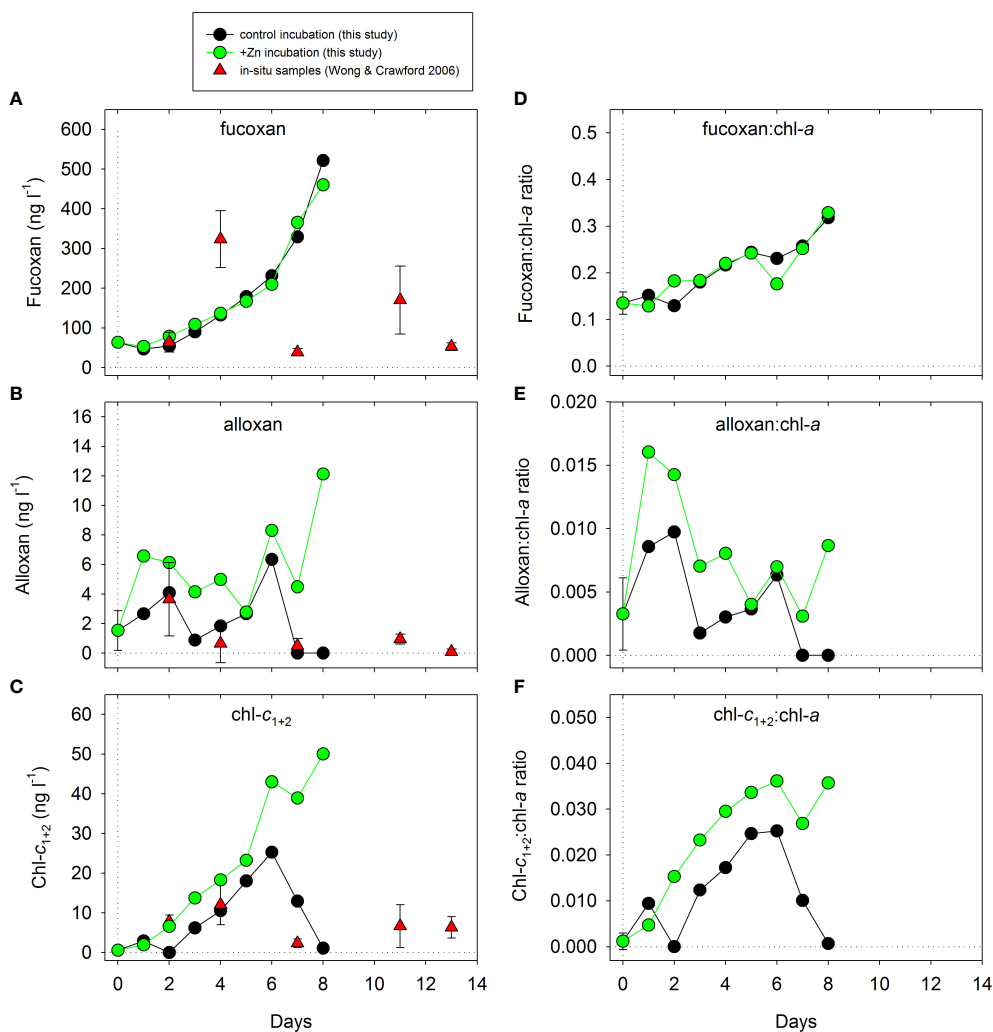 control incubation (this study)
+Zn incubation (this study)
in-situ samples (Wong & Crawford 2006)
A
fucoxan
600
500
400
300
200
100
0
Fucoxan (ng l⁻¹)
B
alloxan
16
14
12
10
8
6
4
2
0
Alloxan (ng l⁻¹)
C
chl-c₁₊₂
60
50
40
30
20
10
0
Chl-c₁₊₂ (ng l⁻¹)
0 2 4 6 8 10 12 14
Days
D
fucoxan:chl-a
0.5
0.4
0.3
0.2
0.1
0.0
Fucoxan:chl-a ratio
E
alloxan:chl-a
0.020
0.015
0.010
0.005
0.000
Alloxan:chl-a ratio
F
chl-c₁₊₂:chl-a
0.050
0.040
0.030
0.020
0.010
0.000
Chl-c₁₊₂:chl-a ratio
0 2 4 6 8 10 12 14
Days